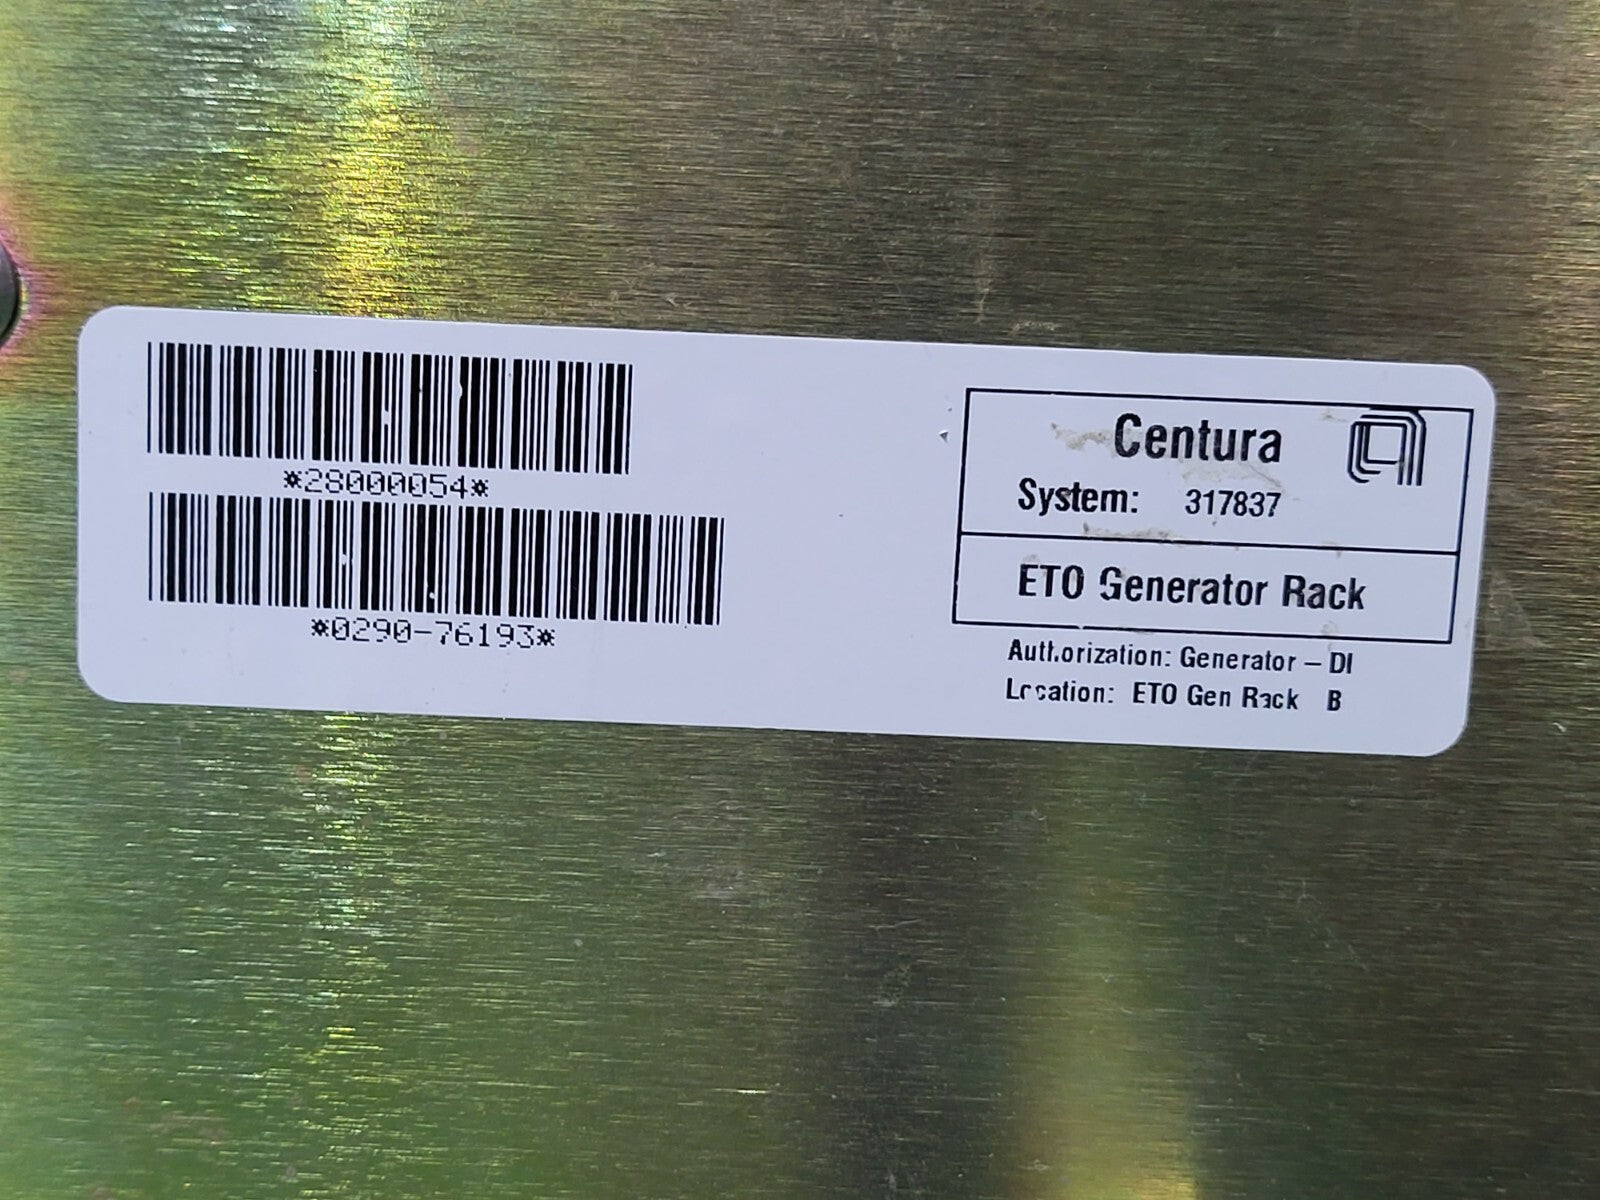 *28000054*
*0290-76193*
Centura
System: 317837
ETO Generator Rack
Authorization: Generator – DI
Location: ETO Gen Rack B